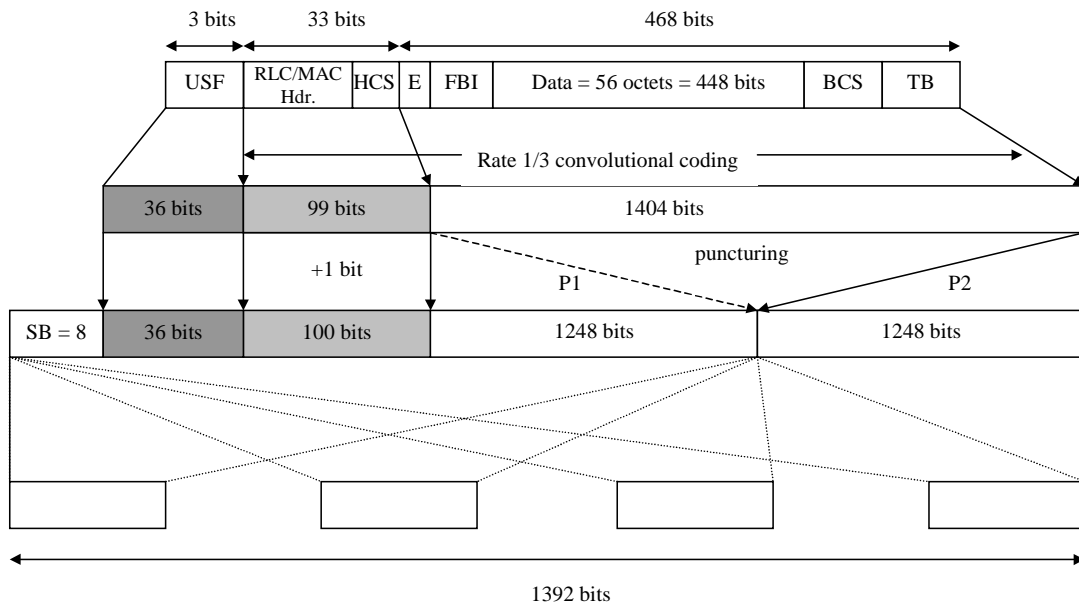 3 bits 33 bits 468 bits
USF RLC/MAC Hdr. HCS E FBI Data = 56 octets = 448 bits BCS TB
Rate 1/3 convolutional coding
36 bits 99 bits 1404 bits
+1 bit P1 puncturing P2
SB = 8 36 bits 100 bits 1248 bits 1248 bits
1392 bits